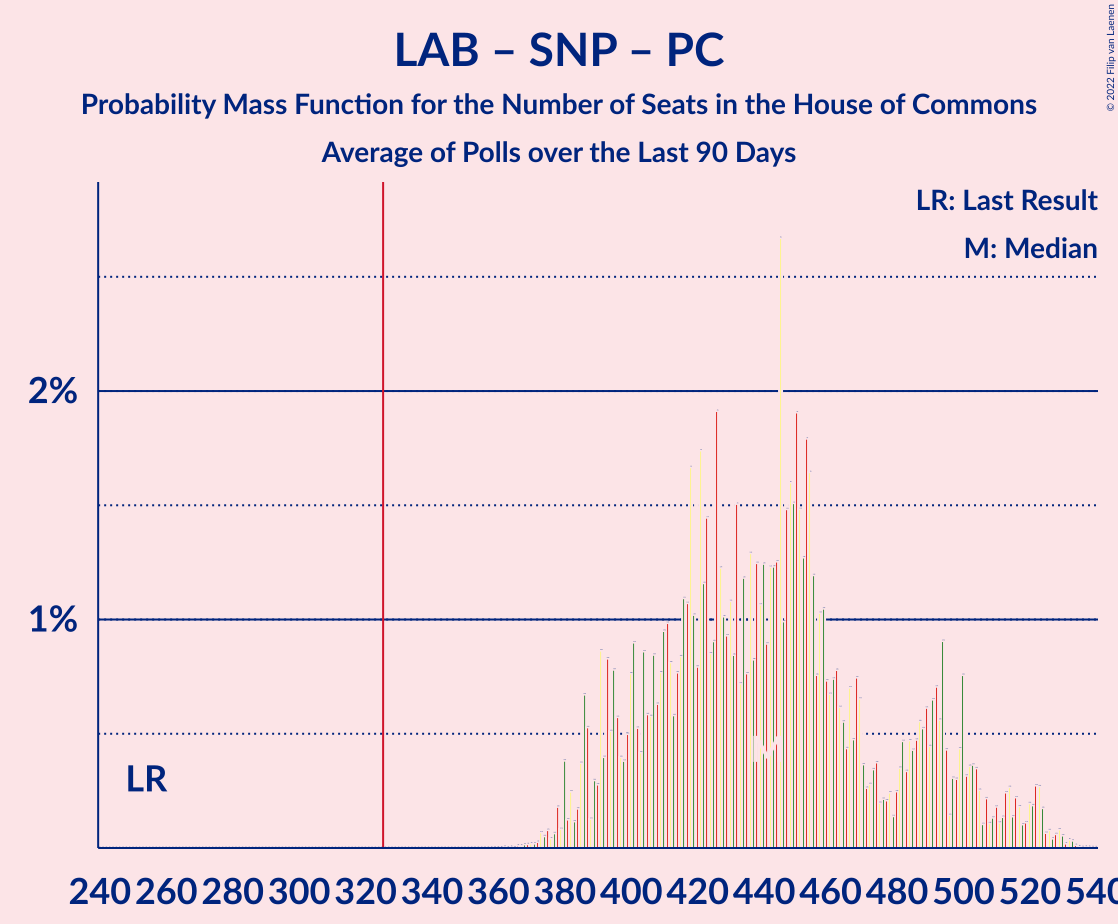 LAB – SNP – PC
Probability Mass Function for the Number of Seats in the House of Commons
Average of Polls over the Last 90 Days
© 2022 Filip van Laenen
LR: Last Result
M: Median
2%
1%
LR
M
240 260 280 300 320 340 360 380 400 420 440 460 480 500 520 540